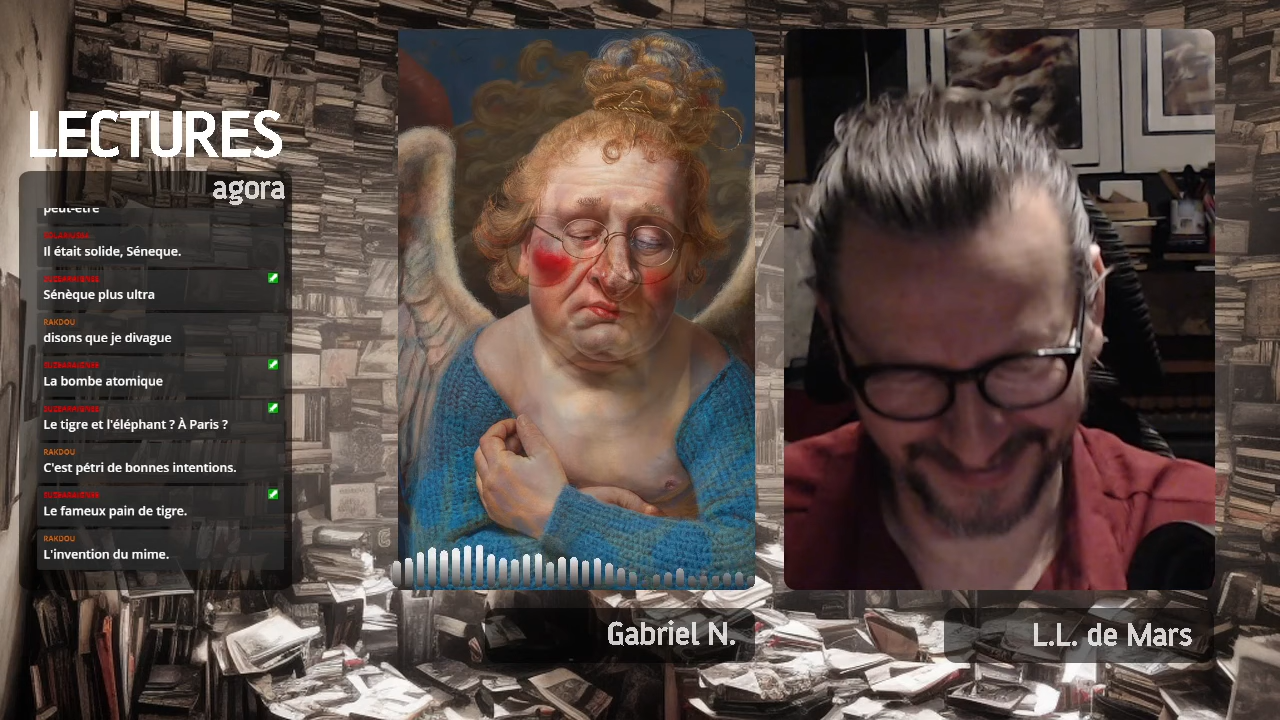 LECTURES
agora
peut-être
Il était solide, Séneque.
Sénèque plus ultra
RAKDOU
disons que je divague
La bombe atomique
Le tigre et l'éléphant ? À Paris ?
RAKDOU
C'est pétri de bonnes intentions.
Le fameux pain de tigre.
RAKDOU
L'invention du mime.
Gabriel N.
L.L. de Mars